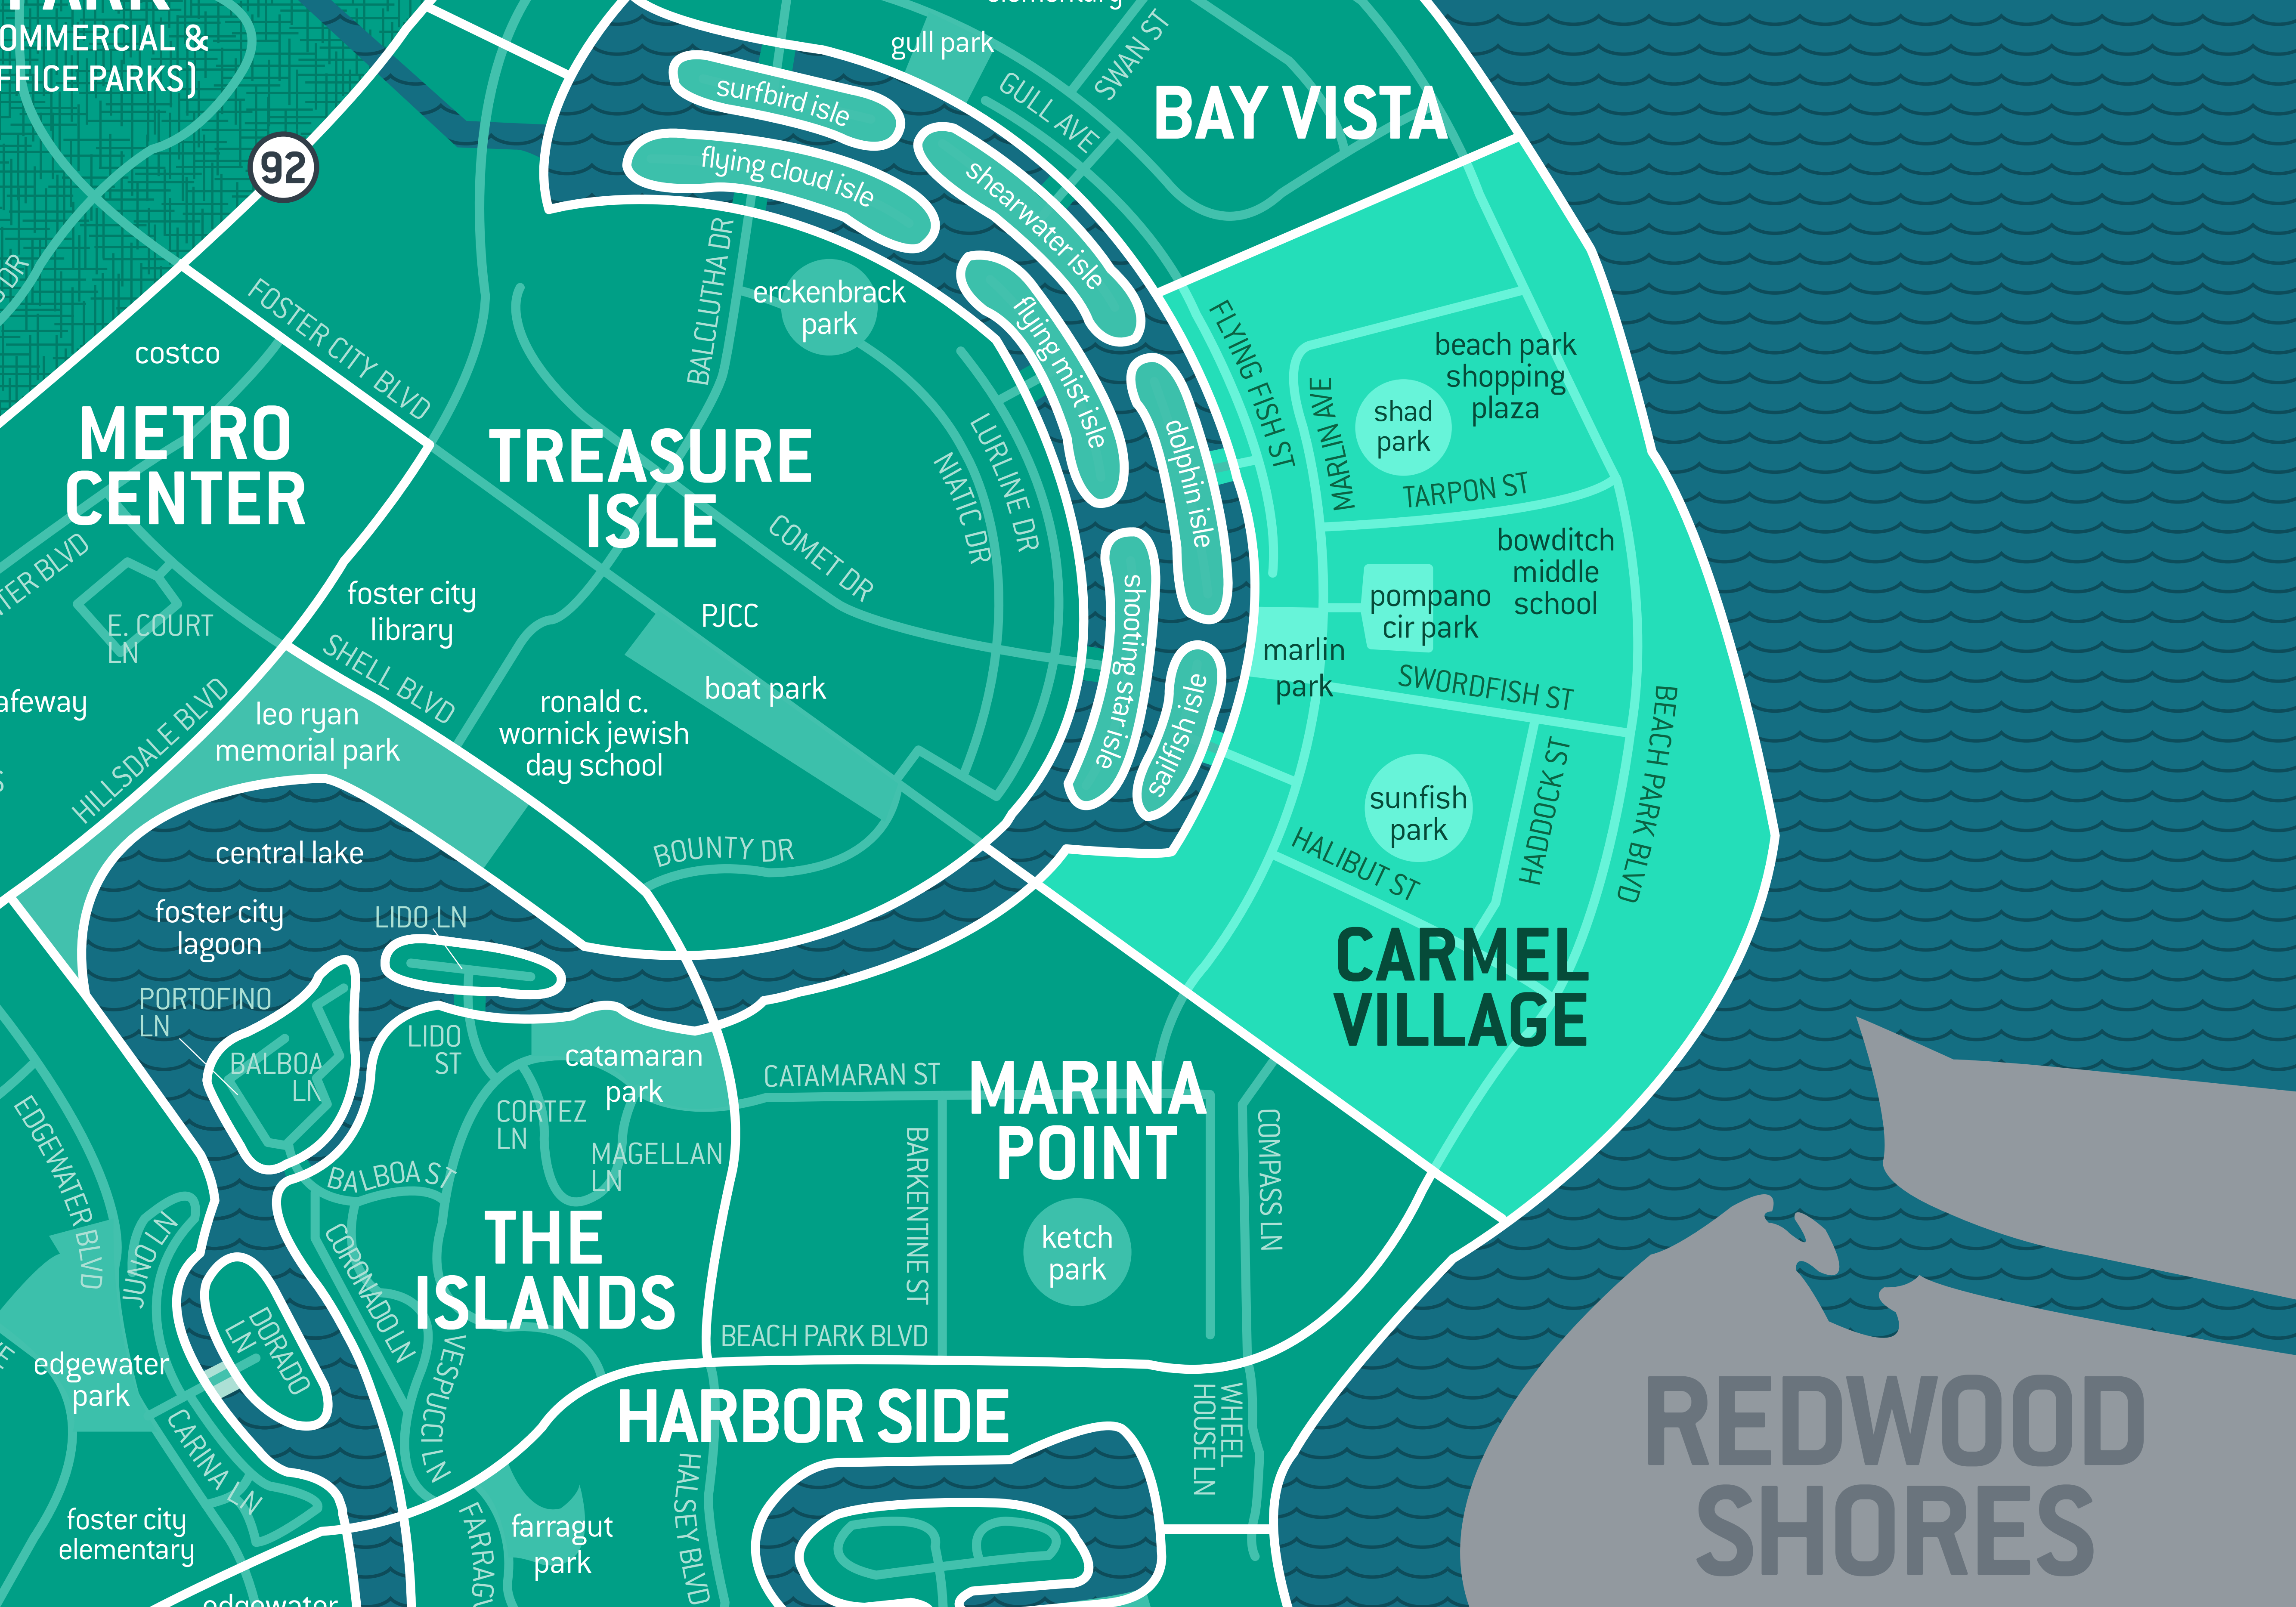 PARK
OMMERCIAL &
FFICE PARKS)
elementary
gull park
SWAN ST
GULL AVE
BAY VISTA
surfbird isle
flying cloud isle
shearwater isle
92
DR
FOSTER CITY BLVD
costco
METRO
CENTER
BALCLUTHA DR
erckenbrack
park
flying mist isle
dolphin isle
FLYING FISH ST
MARLIN AVE
beach park
shopping
plaza
shad
park
TARPON ST
TREASURE
ISLE
LURLINE DR
NIATIC DR
COMET DR
TER BLVD
E. COURT
LN
foster city
library
PJCC
boat park
SHELL BLVD
ronald c.
wornick jewish
day school
shooting star isle
sailfish isle
bowditch
middle
school
pompano
cir park
marlin
park
SWORDFISH ST
BEACH PARK BLVD
HADDOCK ST
sunfish
park
HALIBUT ST
CARMEL
VILLAGE
afeway
HILLSDALE BLVD
leo ryan
memorial park
BOUNTY DR
central lake
foster city
lagoon
LIDO LN
PORTOFINO
LN
BALBOA
LN
LIDO
ST
catamaran
park
CATAMARAN ST
MARINA
POINT
CORTEZ
LN
MAGELLAN
LN
BALBOA ST
BARKENTINE ST
COMPASS LN
ketch
park
EDGEWATER BLVD
JUNO LN
CORONADO LN
THE
ISLANDS
DORADO
LN
VESPUCCI LN
BEACH PARK BLVD
edgewater
park
HARBOR SIDE
WHEEL
HOUSE LN
REDWOOD
SHORES
CARINA LN
HALSEY BLVD
FARRAGU
farragut
park
foster city
elementary
edgewater